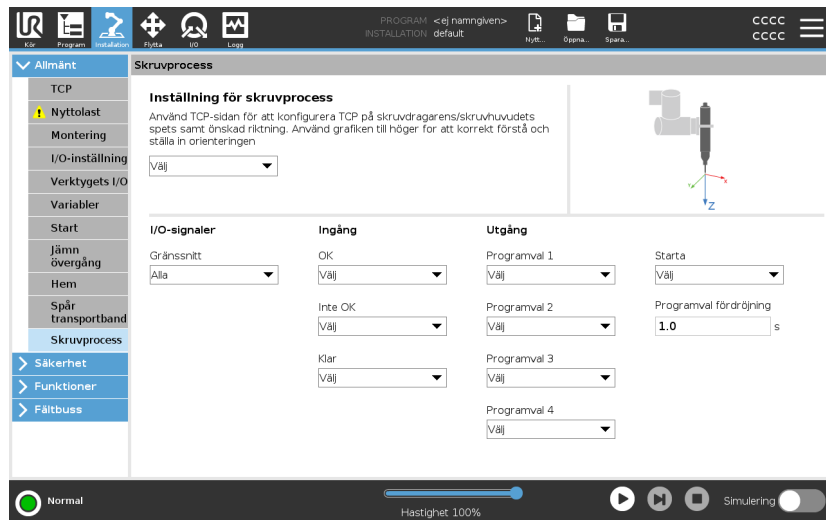 PROGRAM <ej namngiven>
INSTALLATION default
cccc
cccc
Kör
Program
Installation
Flytta
I/O
Logg
Nytt...
Öppna...
Spara...
Allmänt
Skruvprocess
TCP
Nyttolast
Montering
I/O-inställning
Verktygets I/O
Variabler
Start
Jämn
övergång
Hem
Spår
transportband
Skruvprocess
Säkerhet
Funktioner
Fältbuss
Inställning för skruvprocess
Använd TCP-sidan för att konfigurera TCP på skruvdragarens/skruvhuvudets
spets samt önskad riktning. Använd grafiken till höger for att korrekt förstå och
ställa in orienteringen
Välj
Y
X
Z
I/O-signaler
Ingång
Utgång
Gränssnitt
OK
Programval 1
Starta
Alla
Välj
Välj
Välj
Inte OK
Programval 2
Programval fördröjning
Välj
Välj
1.0
s
Klar
Programval 3
Välj
Välj
Programval 4
Välj
Normal
Hastighet 100%
Simulering